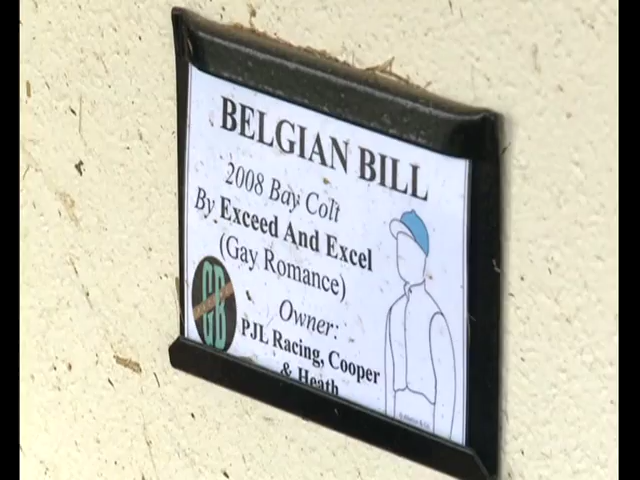 BELGIAN BILL
2008 Bay Colt
By Exceed And Excel
(Gay Romance)
GB
Owner:
PJL Racing, Cooper
& Heath